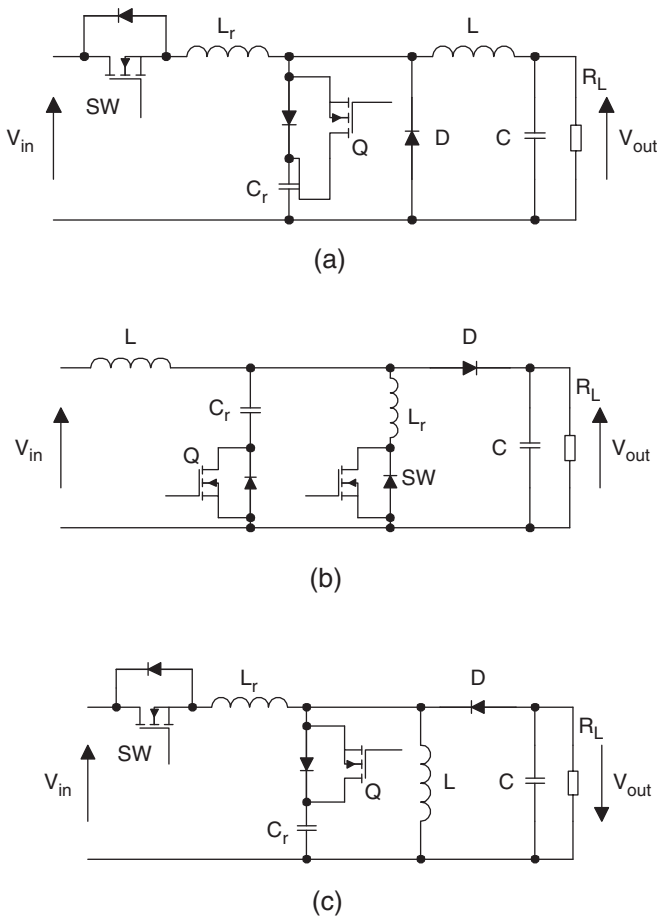 L_r L
SW
V_in
Q D C R_L V_out
C_r
(a)
L D
C_r L_r R_L
V_in Q SW C V_out
(b)
L_r D
SW
V_in Q L C R_L V_out
C_r
(c)